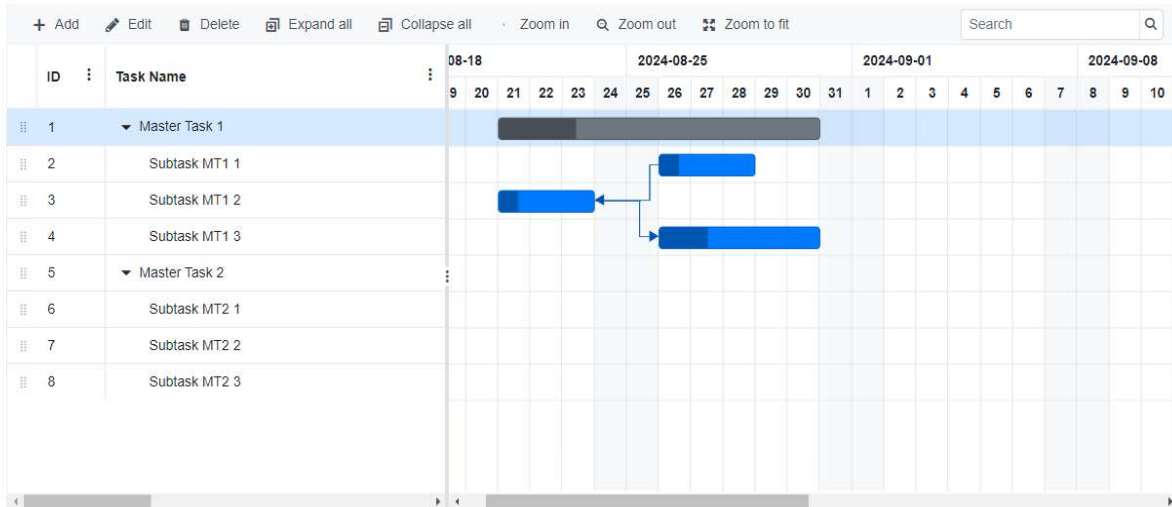 Add Edit Delete Expand all Collapse all Zoom in Zoom out Zoom to fit Search
08-18 2024-08-25 2024-09-01 2024-09-08
ID Task Name
9 20 21 22 23 24 25 26 27 28 29 30 31 1 2 3 4 5 6 7 8 9 10
1 Master Task 1
2 Subtask MT1 1
3 Subtask MT1 2
4 Subtask MT1 3
5 Master Task 2
6 Subtask MT2 1
7 Subtask MT2 2
8 Subtask MT2 3